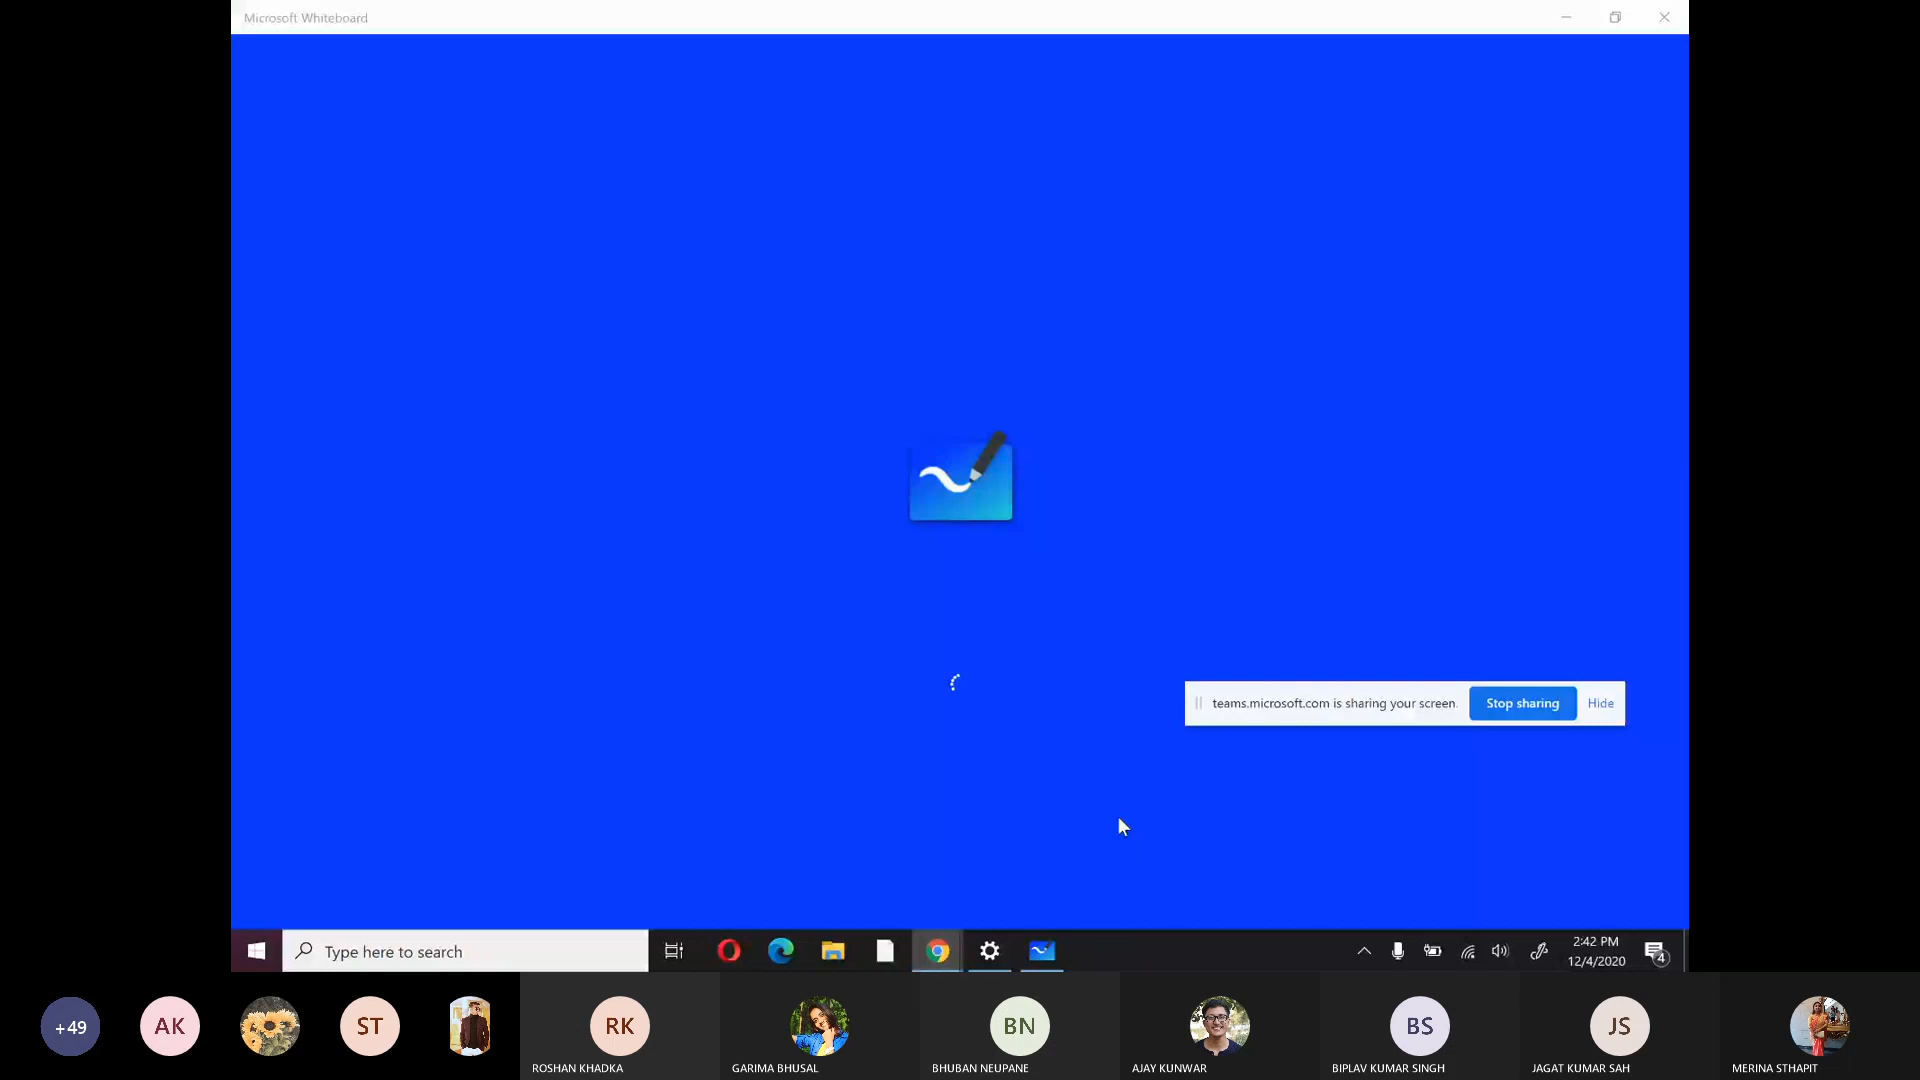 Microsoft Whiteboard
teams.microsoft.com is sharing your screen.
Stop sharing
Hide
Type here to search
2:42 PM
12/4/2020
4
+49
AK
ST
RK
BN
BS
JS
ROSHAN KHADKA
GARIMA BHUSAL
BHUBAN NEUPANE
AJAY KUNWAR
BIPLAV KUMAR SINGH
JAGAT KUMAR SAH
MERINA STHAPIT